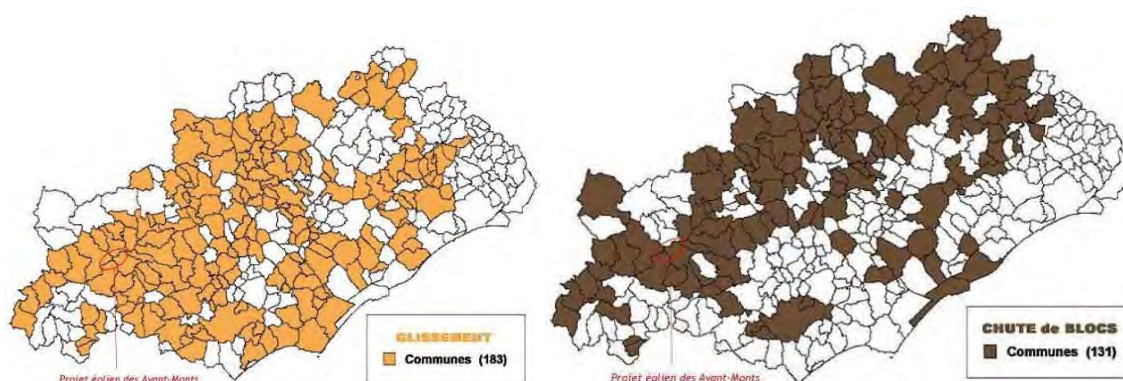 GLISSEMENT
Communes (183)
Projet éolien des Avant-Monts
CHUTE de BLOCS
Communes (131)
Projet éolien des Avant-Monts